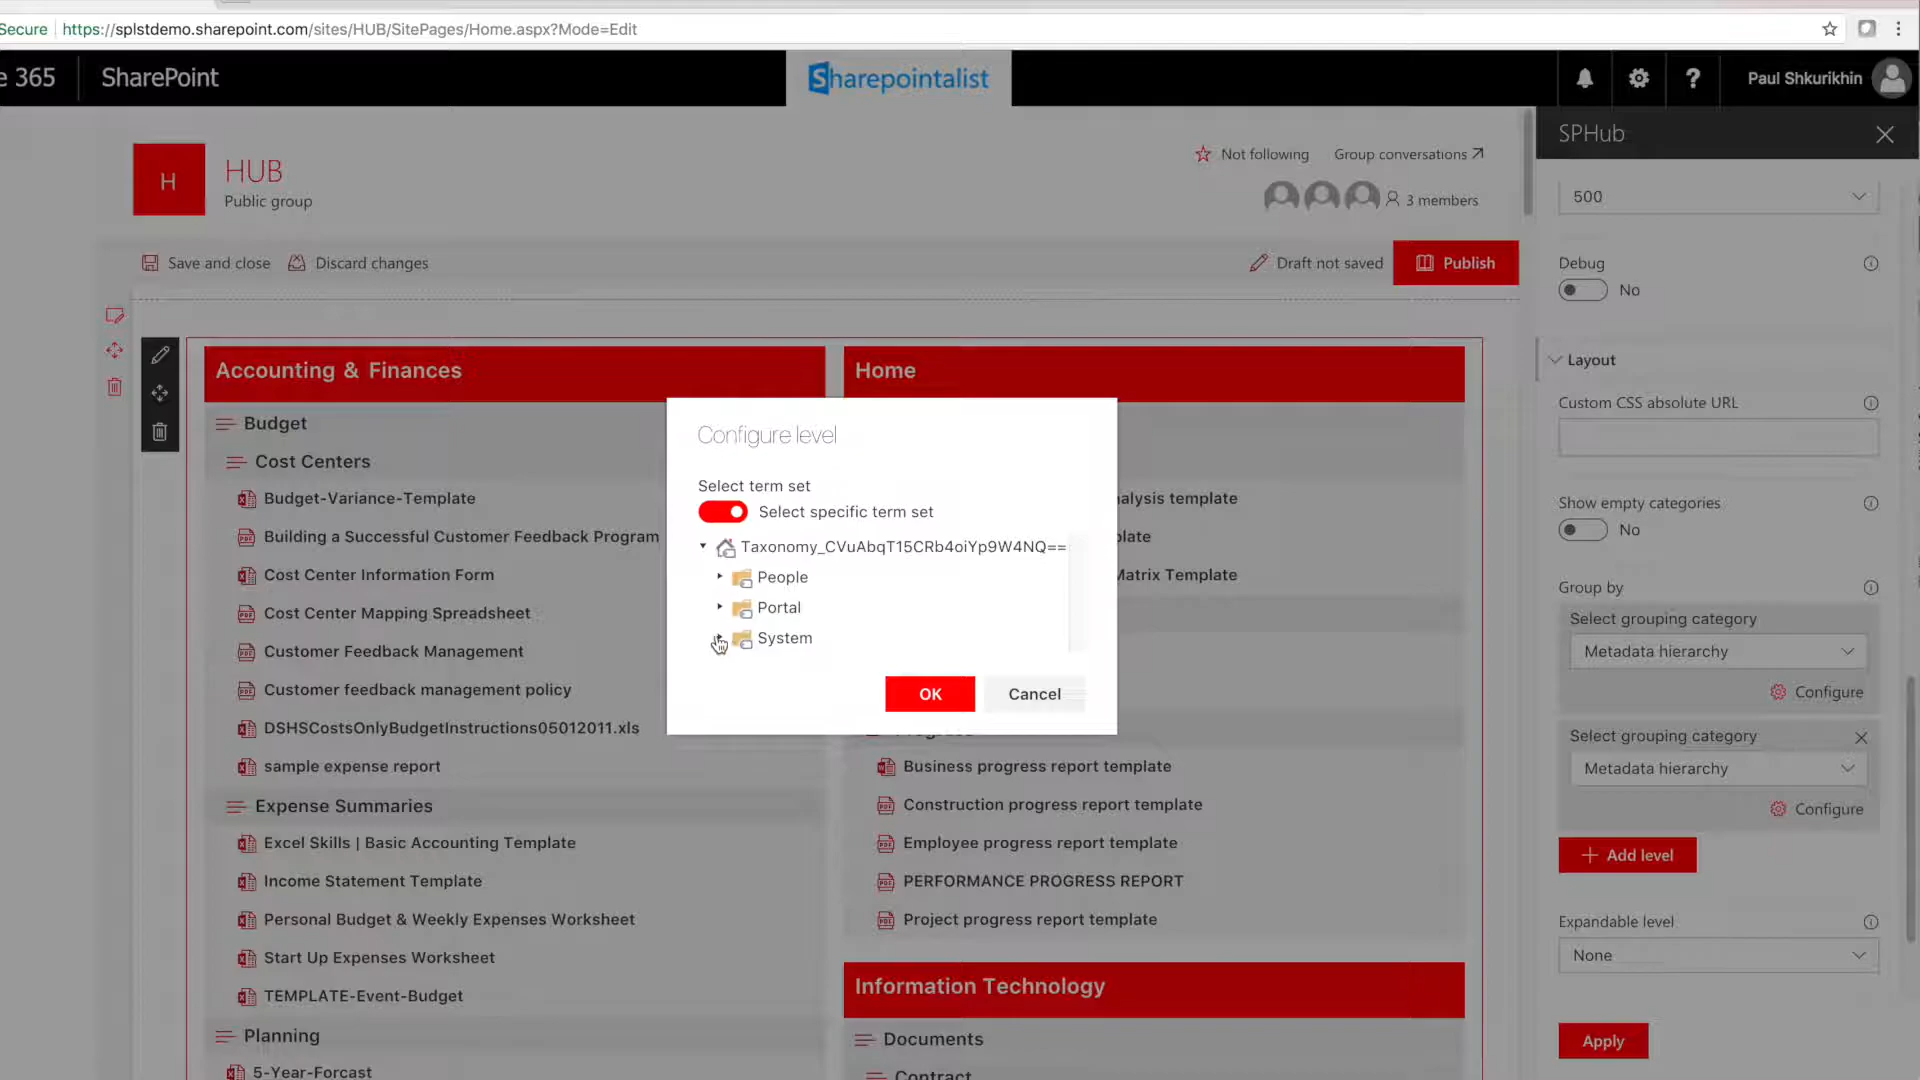 Secure https://splstdemo.sharepoint.com/sites/HUB/SitePages/Home.aspx?Mode=Edit
e 365 SharePoint
Sharepointalist
? Paul Shkurikhin
SPHub
H
HUB
Public group
Not following Group conversations
3 members
Save and close Discard changes
Draft not saved Publish
Accounting & Finances
Budget
Cost Centers
Budget-Variance-Template
Building a Successful Customer Feedback Program
Cost Center Information Form
Cost Center Mapping Spreadsheet
Customer Feedback Management
Customer feedback management policy
DSHSCostsOnlyBudgetInstructions05012011.xls
sample expense report
Expense Summaries
Excel Skills | Basic Accounting Template
Income Statement Template
Personal Budget & Weekly Expenses Worksheet
Start Up Expenses Worksheet
TEMPLATE-Event-Budget
Planning
5-Year-Forcast
Home
alysis template
plate
Matrix Template
Business progress report template
Construction progress report template
Employee progress report template
PERFORMANCE PROGRESS REPORT
Project progress report template
Information Technology
Documents
Contract
Configure level
Select term set
Select specific term set
Taxonomy_CVuAbqT15CRb4oiYp9W4NQ==
People
Portal
System
OK Cancel
500
Debug
No
Layout
Custom CSS absolute URL
Show empty categories
No
Group by
Select grouping category
Metadata hierarchy
Configure
Select grouping category
Metadata hierarchy
Configure
Add level
Expandable level
None
Apply